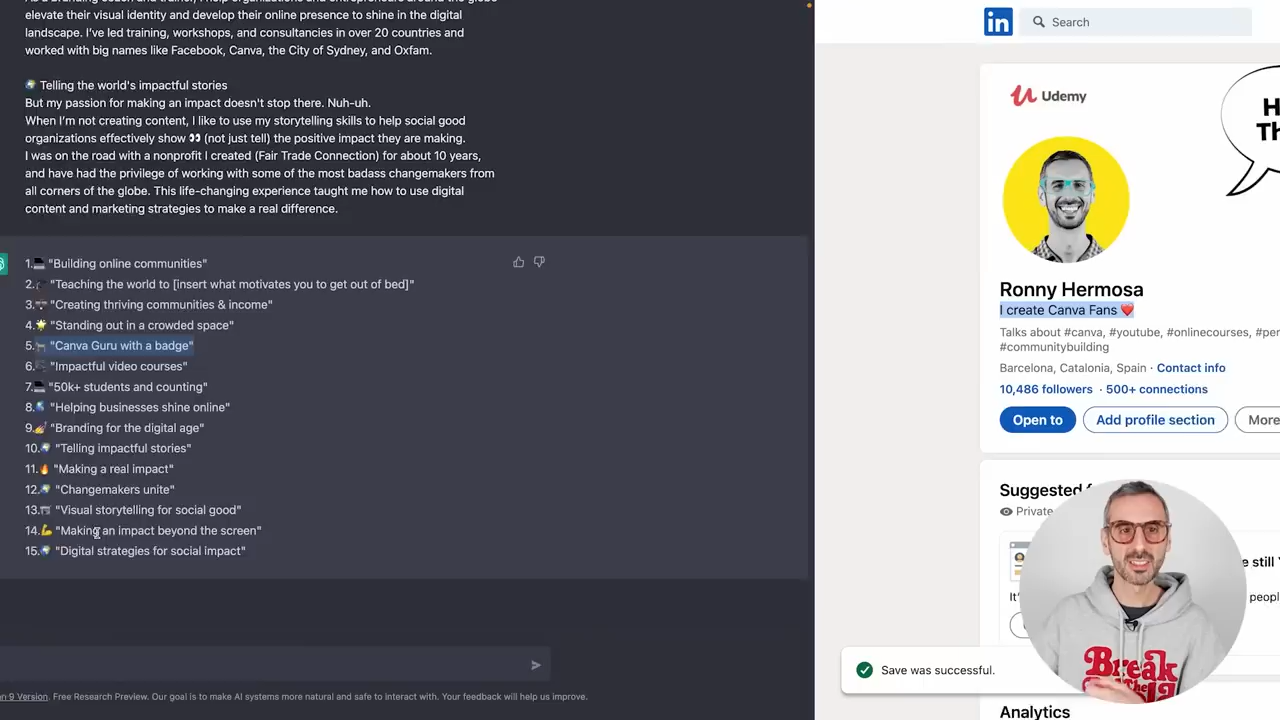 As a branding coach and trainer, I help organizations and entrepreneurs around the globe
elevate their visual identity and develop their online presence to shine in the digital
landscape. I've led training, workshops, and consultancies in over 20 countries and
worked with big names like Facebook, Canva, the City of Sydney, and Oxfam.
🌍 Telling the world's impactful stories
But my passion for making an impact doesn't stop there. Nuh-uh.
When I'm not creating content, I like to use my storytelling skills to help social good
organizations effectively show 👀 (not just tell) the positive impact they are making.
I was on the road with a nonprofit I created (Fair Trade Connection) for about 10 years,
and have had the privilege of working with some of the most badass changemakers from
all corners of the globe. This life-changing experience taught me how to use digital
content and marketing strategies to make a real difference.
1. "Building online communities"
2. "Teaching the world to [insert what motivates you to get out of bed]"
3. "Creating thriving communities & income"
4.🌟 "Standing out in a crowded space"
5. "Canva Guru with a badge"
6. "Impactful video courses"
7. "50k+ students and counting"
8. "Helping businesses shine online"
9.💅 "Branding for the digital age"
10.🌍 "Telling impactful stories"
11.🔥 "Making a real impact"
12.🌍 "Changemakers unite"
13. "Visual storytelling for social good"
14.💪 "Making an impact beyond the screen"
15.🌍 "Digital strategies for social impact"
n 9 Version. Free Research Preview. Our goal is to make AI systems more natural and safe to interact with. Your feedback will help us improve.
in
Search
Udemy
H
Th
Ronny Hermosa
I create Canva Fans ❤️
Talks about #canva, #youtube, #onlinecourses, #per
#communitybuilding
Barcelona, Catalonia, Spain · Contact info
10,486 followers · 500+ connections
Open to
Add profile section
More
Suggested f
Private
e still
It'
peopl
Break
The
Save was successful.
Analytics